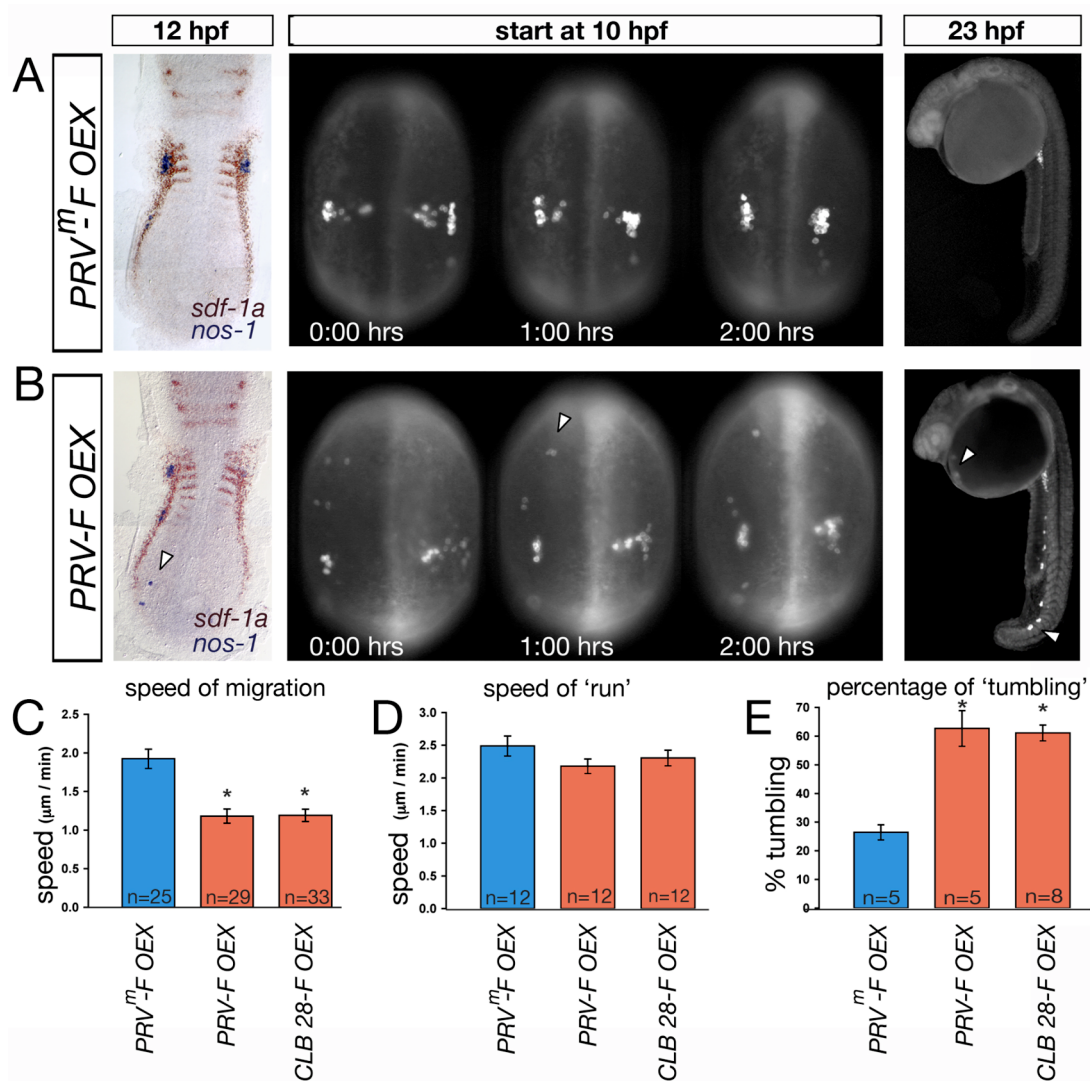 12 hpf
start at 10 hpf
23 hpf
A
PRVᵐ-F OEX
sdf-1a
nos-1
0:00 hrs
1:00 hrs
2:00 hrs
B
PRV-F OEX
sdf-1a
nos-1
0:00 hrs
1:00 hrs
2:00 hrs
C
speed of migration
speed (µm / min)
2.5
2.0
1.5
1.0
0.5
0.0
*
*
n=25
n=29
n=33
PRVᵐ-F OEX
PRV-F OEX
CLB 28-F OEX
D
speed of ‘run’
speed (µm / min)
3.0
2.5
2.0
1.5
1.0
0.5
0.0
n=12
n=12
n=12
PRVᵐ-F OEX
PRV-F OEX
CLB 28-F OEX
E
percentage of ‘tumbling’
% tumbling
70
60
50
40
30
20
10
0
*
*
n=5
n=5
n=8
PRVᵐ-F OEX
PRV-F OEX
CLB 28-F OEX